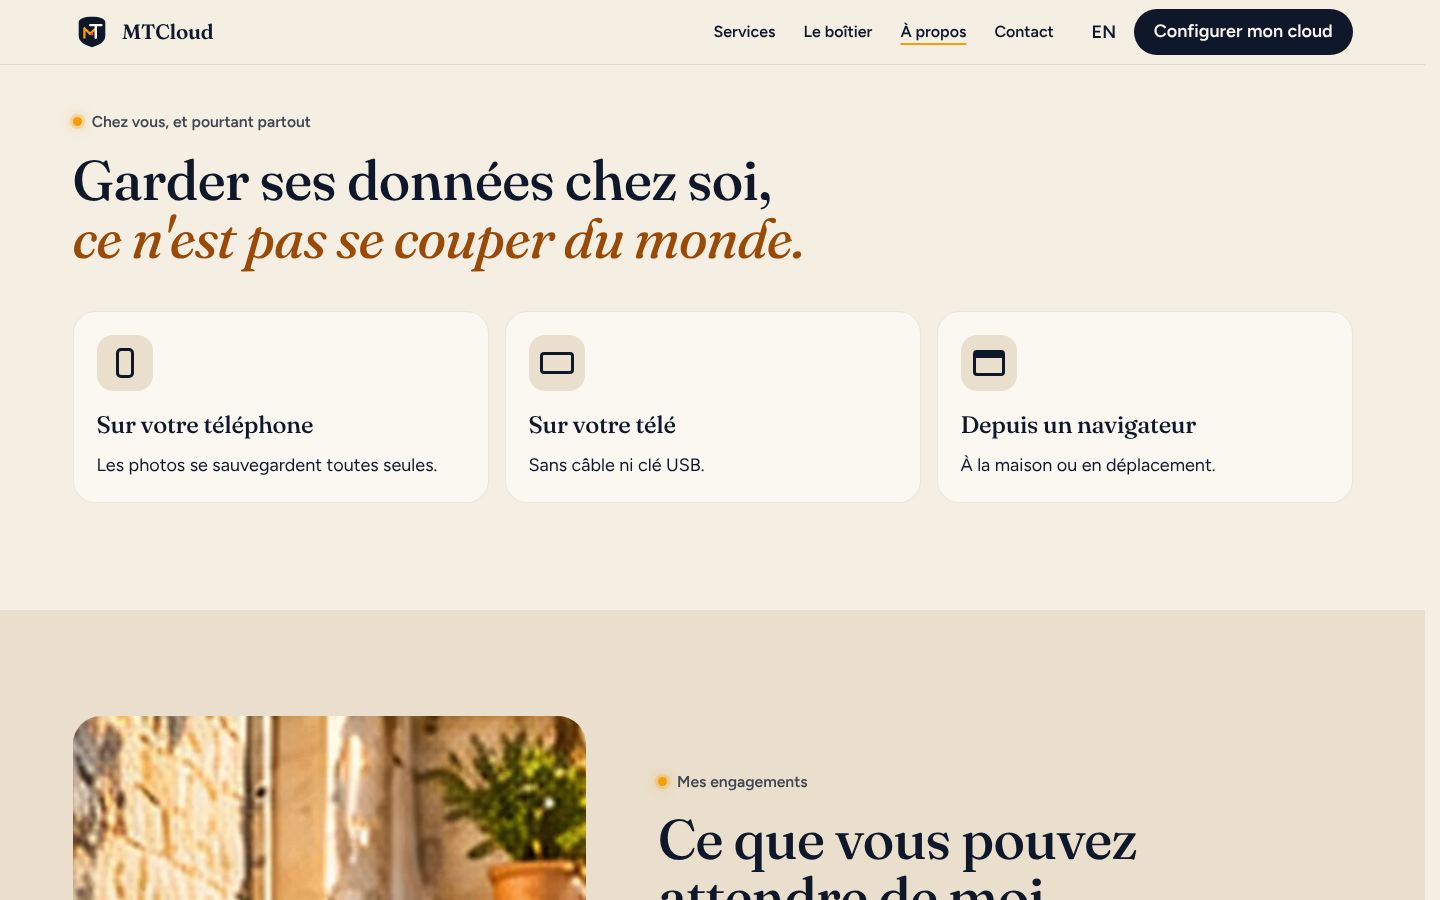 MTCloud
Services
Le boîtier
À propos
Contact
EN
Configurer mon cloud
Chez vous, et pourtant partout
Garder ses données chez soi,
ce n'est pas se couper du monde.
Sur votre téléphone
Les photos se sauvegardent toutes seules.
Sur votre télé
Sans câble ni clé USB.
Depuis un navigateur
À la maison ou en déplacement.
Mes engagements
Ce que vous pouvez
attendre de moi